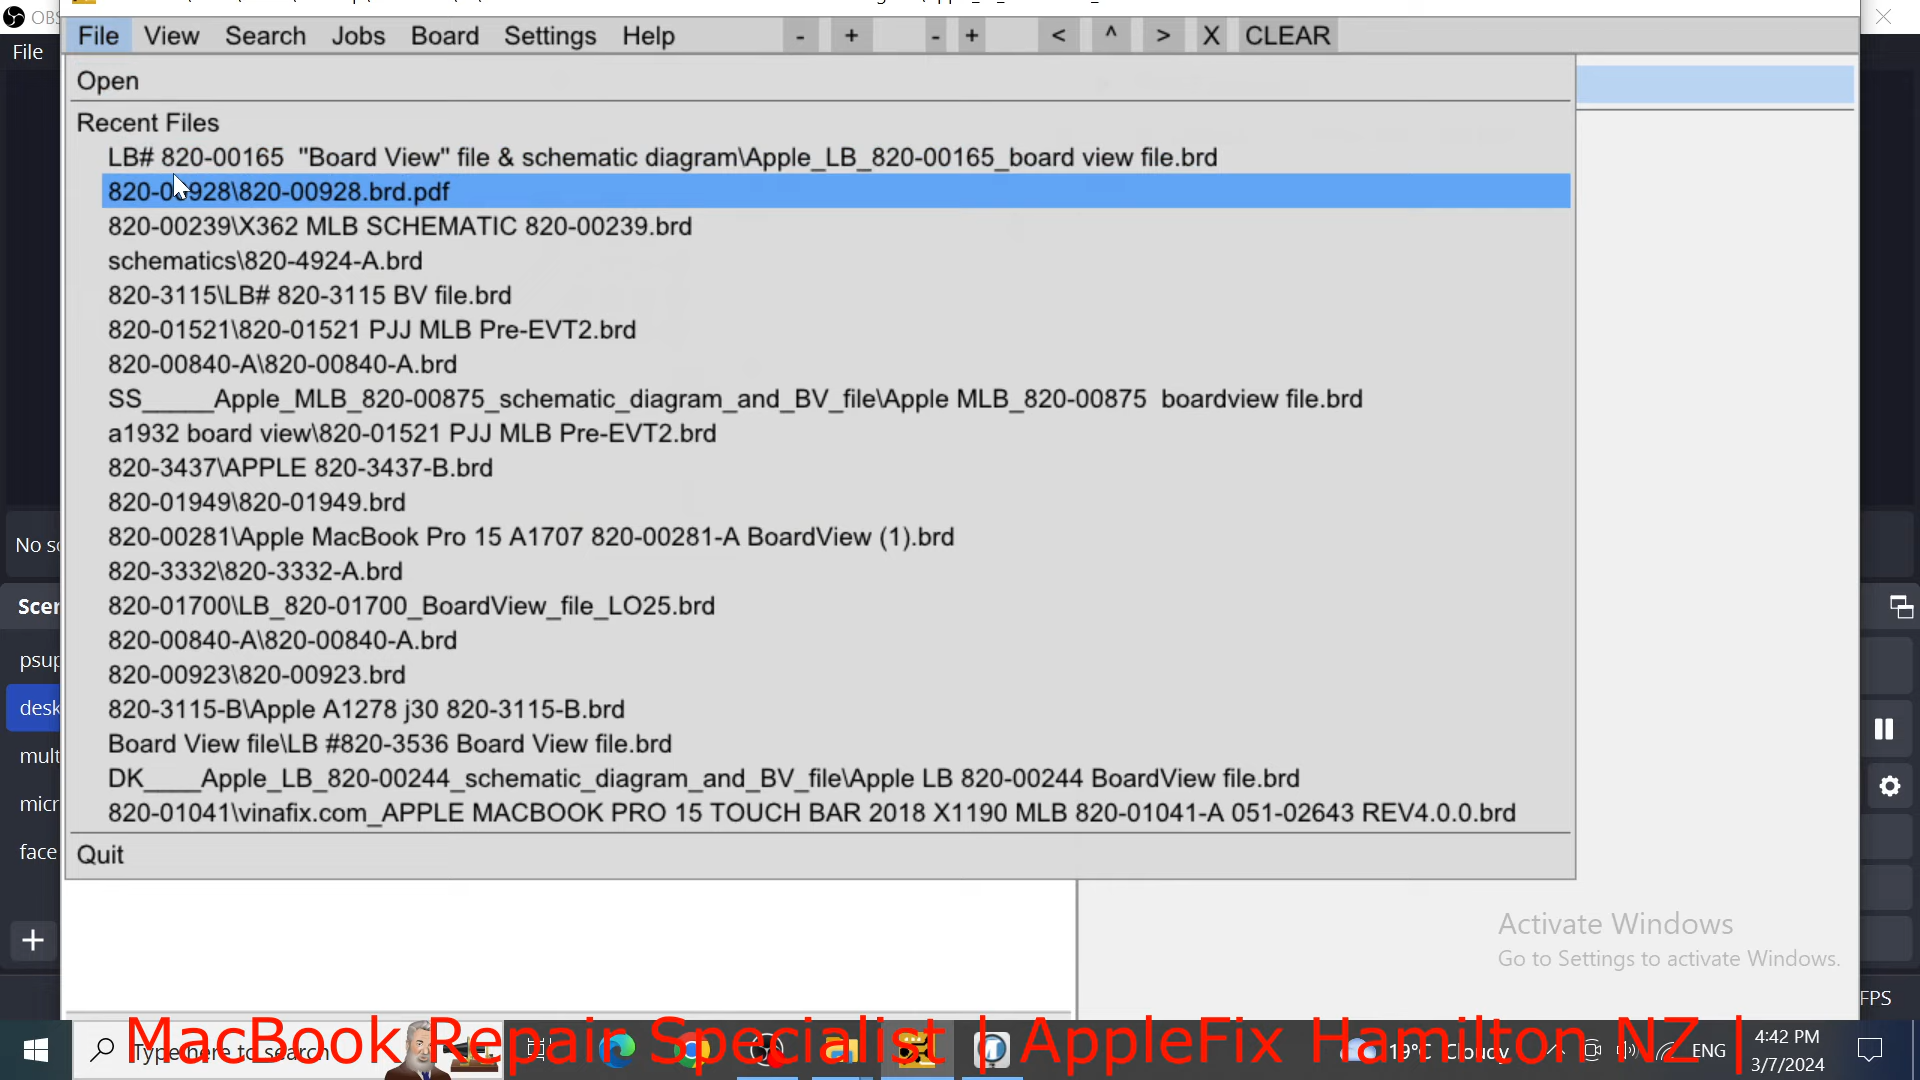 OBS
File View Search Jobs Board Settings Help - + - + < ^ > X CLEAR
File
Open
Recent Files
LB# 820-00165 "Board View" file & schematic diagram\Apple_LB_820-00165_board view file.brd
820-00928\820-00928.brd.pdf
820-00239\X362 MLB SCHEMATIC 820-00239.brd
schematics\820-4924-A.brd
820-3115\LB# 820-3115 BV file.brd
820-01521\820-01521 PJJ MLB Pre-EVT2.brd
820-00840-A\820-00840-A.brd
SS_____Apple_MLB_820-00875_schematic_diagram_and_BV_file\Apple MLB_820-00875 boardview file.brd
a1932 board view\820-01521 PJJ MLB Pre-EVT2.brd
820-3437\APPLE 820-3437-B.brd
820-01949\820-01949.brd
820-00281\Apple MacBook Pro 15 A1707 820-00281-A BoardView (1).brd
No s
820-3332\820-3332-A.brd
820-01700\LB_820-01700_BoardView_file_LO25.brd
Scer
820-00840-A\820-00840-A.brd
psup
820-00923\820-00923.brd
desk
820-3115-B\Apple A1278 j30 820-3115-B.brd
Board View file\LB #820-3536 Board View file.brd
mult
DK____Apple_LB_820-00244_schematic_diagram_and_BV_file\Apple LB 820-00244 BoardView file.brd
micr
820-01041\vinafix.com_APPLE MACBOOK PRO 15 TOUCH BAR 2018 X1190 MLB 820-01041-A 051-02643 REV4.0.0.brd
face
Quit
Activate Windows
Go to Settings to activate Windows.
FPS
MacBook Repair Specialist | AppleFix Hamilton NZ |
Type here to search
19°C Cloudy
ENG
4:42 PM
3/7/2024